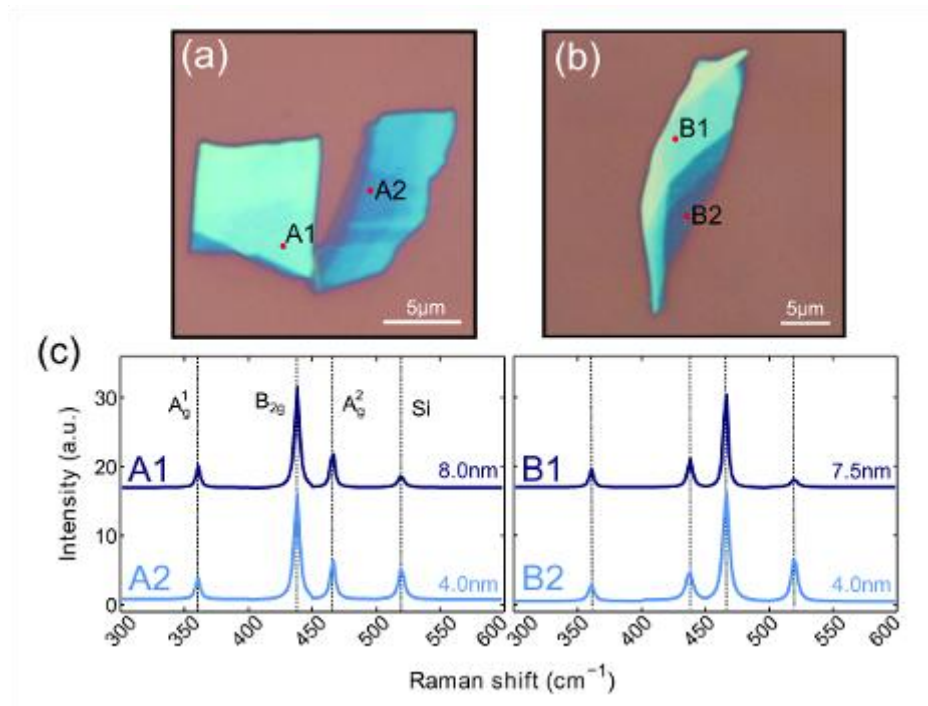 (a)
A1
A2
5μm
(b)
B1
B2
5μm
(c)
Intensity (a.u.)
30
20
10
0
A¹g
B2g
A²g
Si
A1
8.0nm
A2
4.0nm
B1
7.5nm
B2
4.0nm
300 350 400 450 500 550 600
300 350 400 450 500 550 600
Raman shift (cm⁻¹)